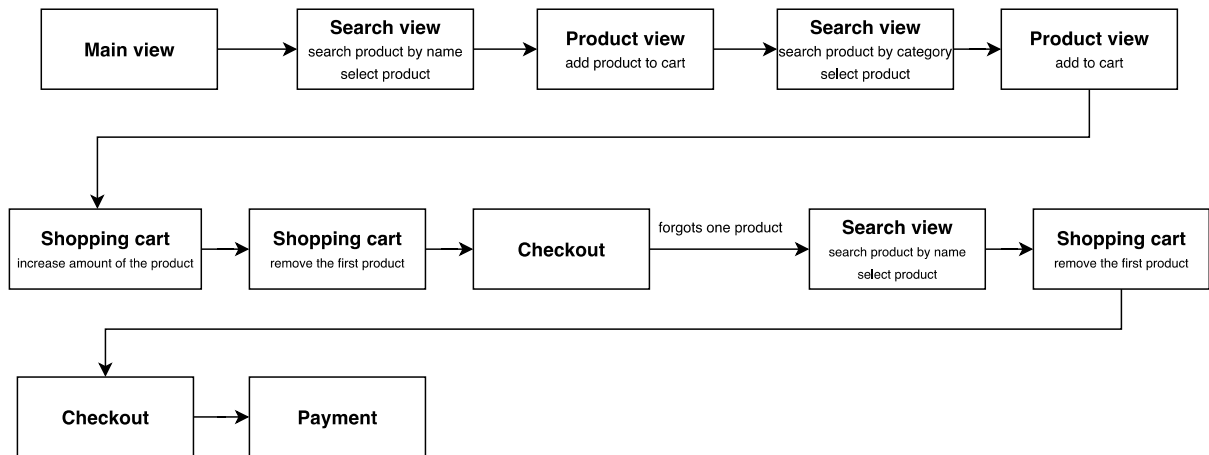 Main view
Search view
search product by name
select product
Product view
add product to cart
Search view
search product by category
select product
Product view
add to cart
Shopping cart
increase amount of the product
Shopping cart
remove the first product
Checkout
forgots one product
Search view
search product by name
select product
Shopping cart
remove the first product
Checkout
Payment